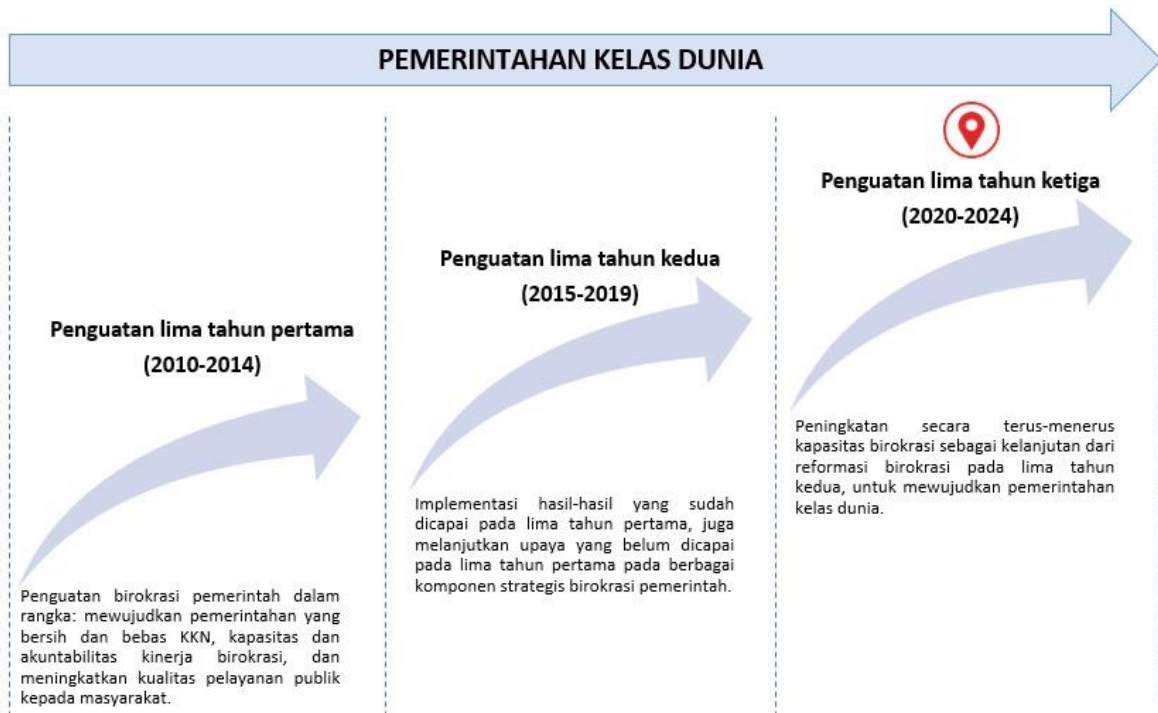 PEMERINTAHAN KELAS DUNIA
Penguatan lima tahun pertama
(2010-2014)
Penguatan birokrasi pemerintah dalam
rangka: mewujudkan pemerintahan yang
bersih dan bebas KKN, kapasitas dan
akuntabilitas kinerja birokrasi, dan
meningkatkan kualitas pelayanan publik
kepada masyarakat.
Penguatan lima tahun kedua
(2015-2019)
Implementasi hasil-hasil yang sudah
dicapai pada lima tahun pertama, juga
melanjutkan upaya yang belum dicapai
pada lima tahun pertama pada berbagai
komponen strategis birokrasi pemerintah.
Penguatan lima tahun ketiga
(2020-2024)
Peningkatan secara terus-menerus
kapasitas birokrasi sebagai kelanjutan dari
reformasi birokrasi pada lima tahun
kedua, untuk mewujudkan pemerintahan
kelas dunia.